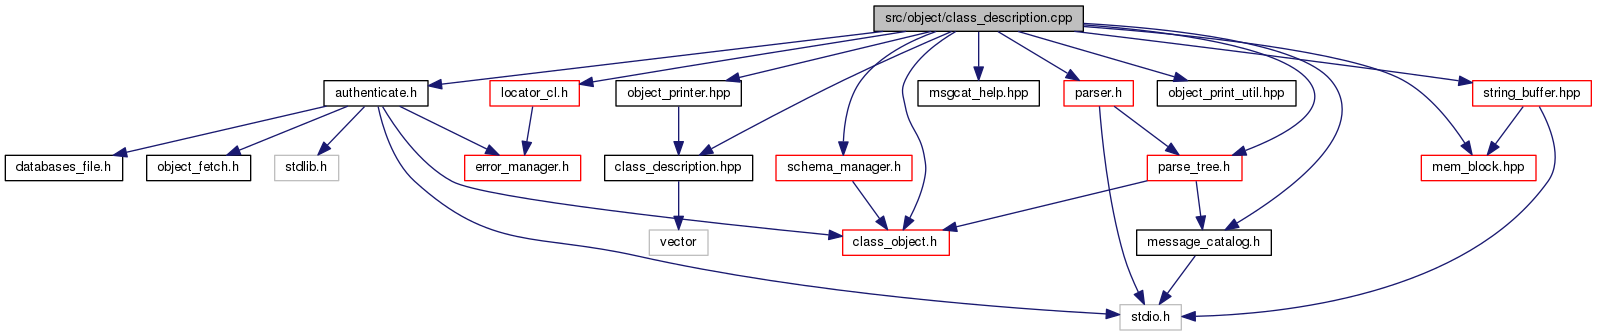 src/object/class_description.cpp
authenticate.h
locator_cl.h
object_printer.hpp
msgcat_help.hpp
parser.h
object_print_util.hpp
string_buffer.hpp
databases_file.h
object_fetch.h
stdlib.h
error_manager.h
class_description.hpp
schema_manager.h
parse_tree.h
mem_block.hpp
vector
class_object.h
message_catalog.h
stdio.h